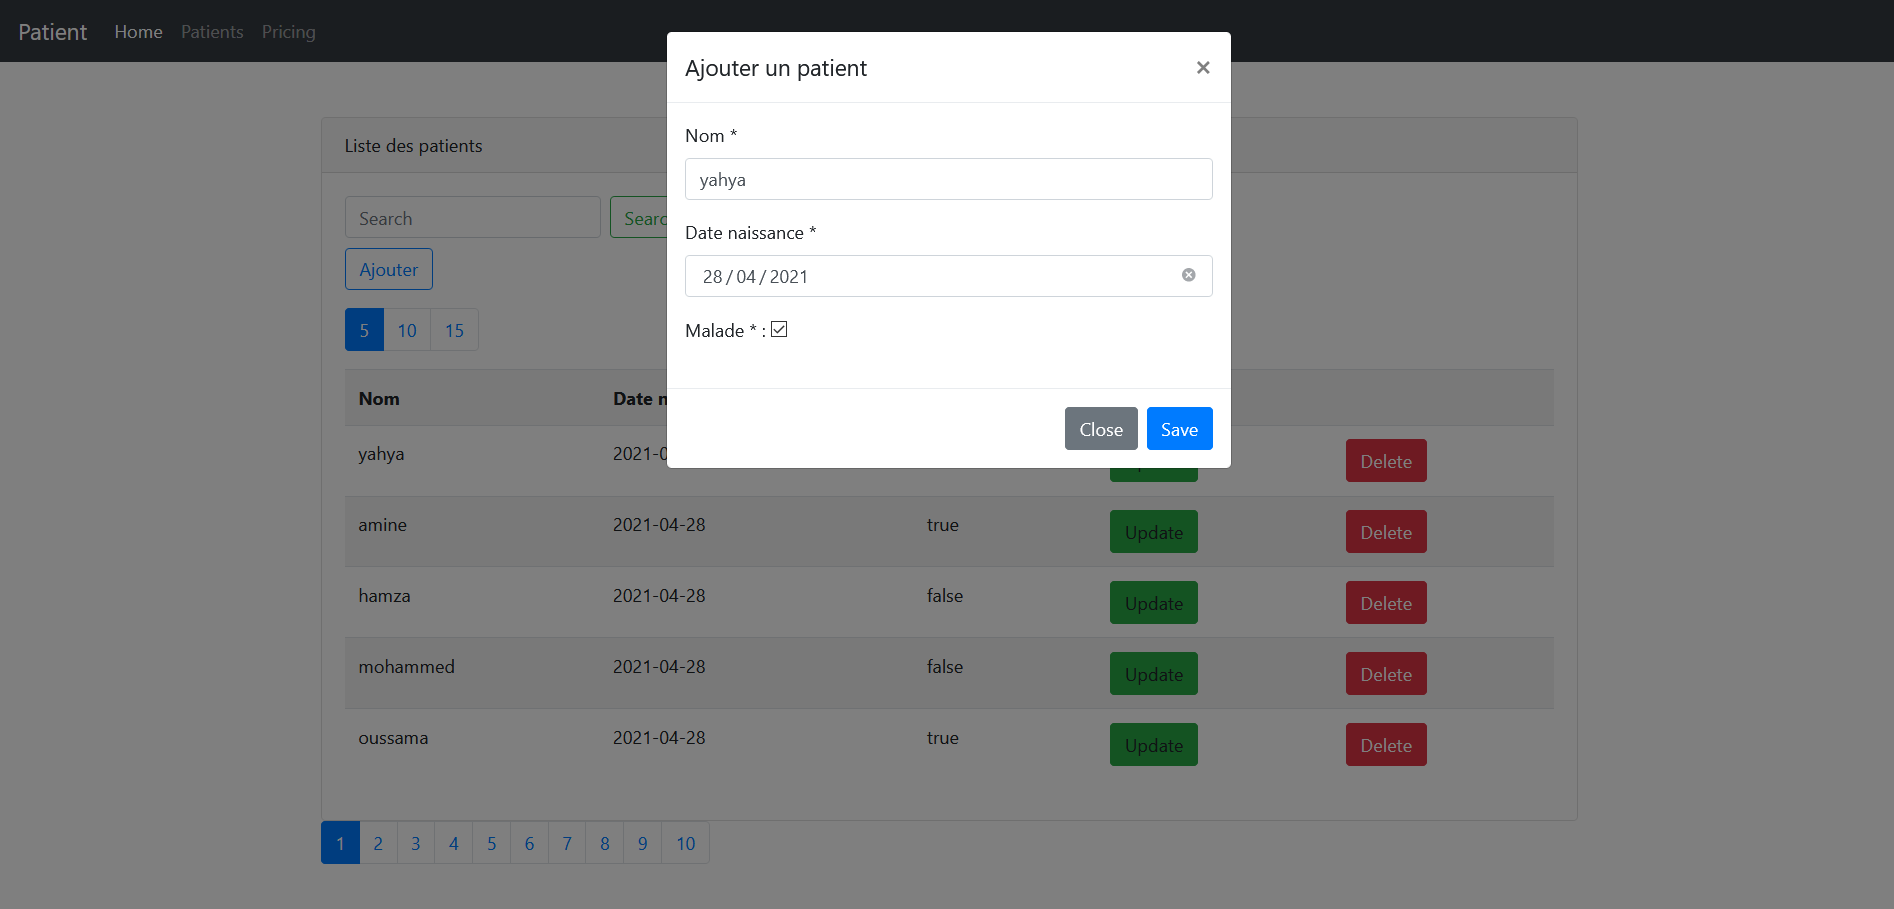 Patient Home Patients Pricing
Ajouter un patient ×
Nom *
yahya
Date naissance *
28/04/2021
Malade * :
Close Save
Liste des patients
Search
Ajouter
5 10 15
Nom Date
yahya Delete
amine 2021-04-28 true Update Delete
hamza 2021-04-28 false Update Delete
mohammed 2021-04-28 false Update Delete
oussama 2021-04-28 true Update Delete
1 2 3 4 5 6 7 8 9 10